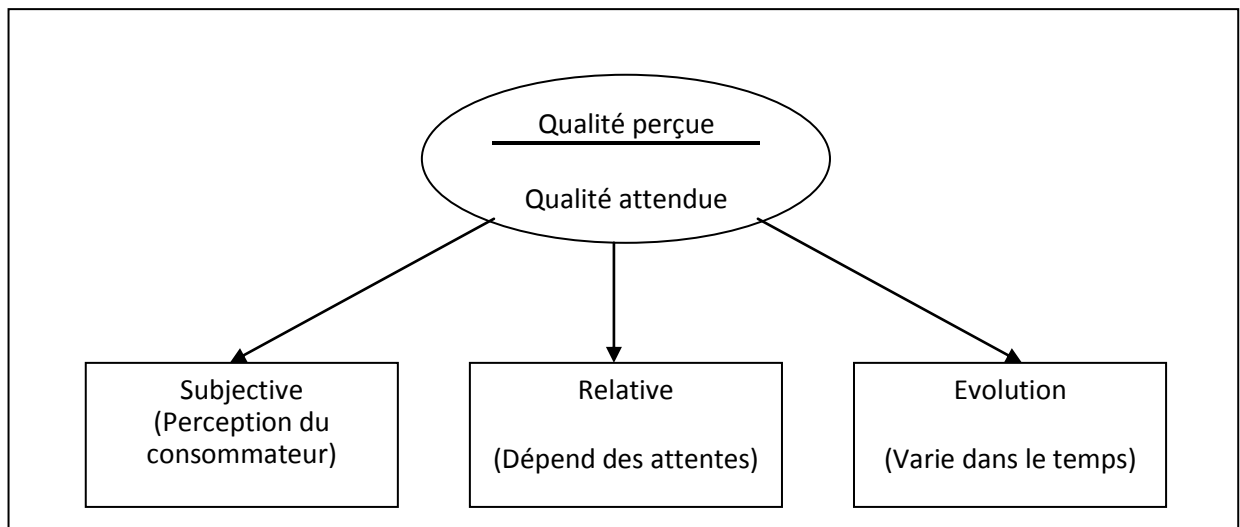 Qualité perçue
Qualité attendue
Subjective
(Perception du
consommateur)
Relative
(Dépend des attentes)
Evolution
(Varie dans le temps)